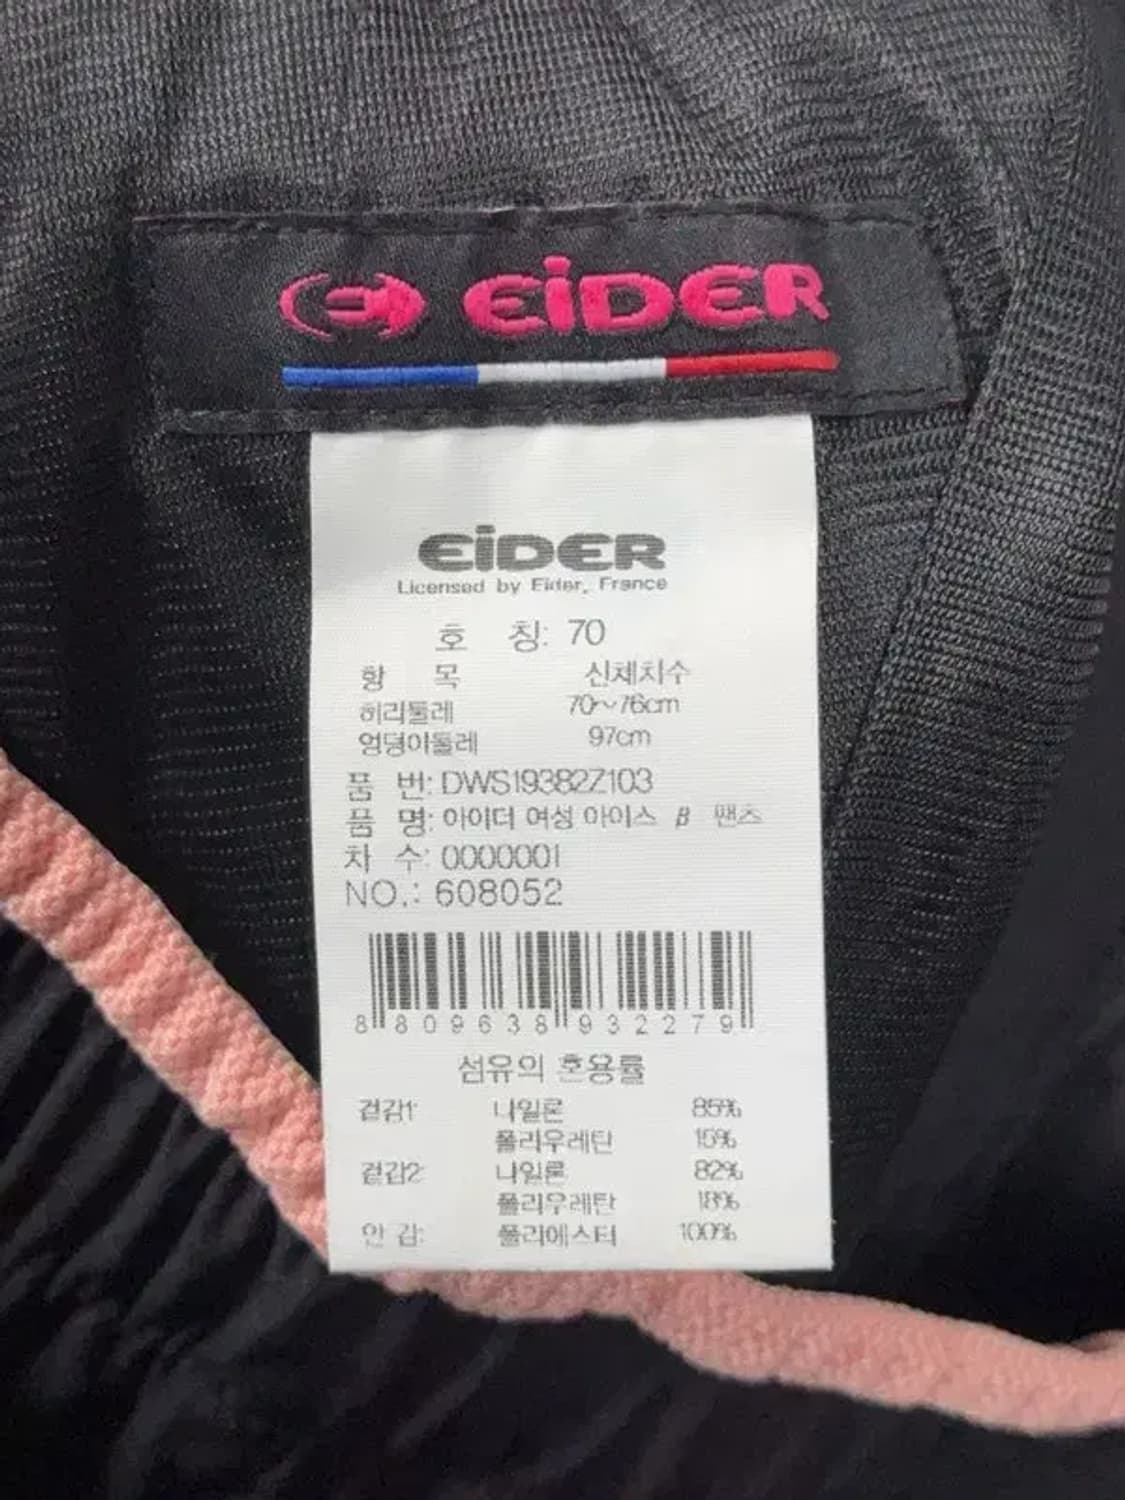 EiDER
EiDER
Licensed by Eider, France
호 칭: 70
항 목 신체치수
허리둘레 70~76cm
엉덩이둘레 97cm
품 번: DWS19382Z103
품 명: 아이더 여성 아이스 β 팬츠
차 수: 0000001
NO.: 608052
8 809638 932279
섬유의 혼용률
겉감1: 나일론 85%
폴리우레탄 15%
겉감2: 나일론 82%
폴리우레탄 18%
안 감: 폴리에스터 100%